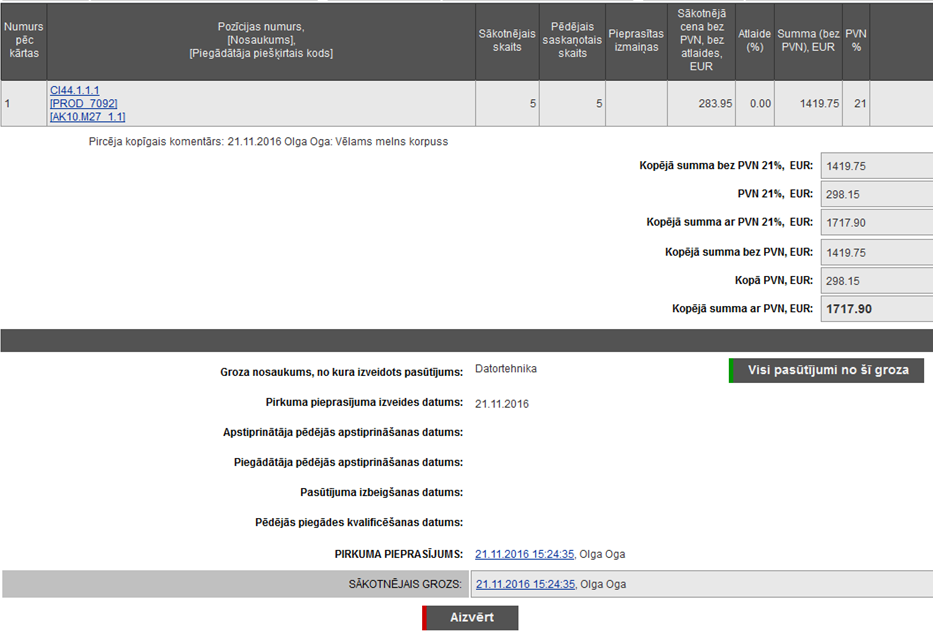 Numurs pēc kārtas
Pozīcijas numurs, [Nosaukums], [Piegādātāja piešķirtais kods]
Sākotnējais skaits
Pēdējais saskaņotais skaits
Pieprasītas izmaiņas
Sākotnējā cena bez PVN, bez atlaides, EUR
Atlaide (%)
Summa (bez PVN), EUR
PVN %
1
CI44.1.1.1
[PROD_7092]
[AK10.M27_1.1]
5
5
283.95
0.00
1419.75
21
Pircēja kopīgais komentārs: 21.11.2016 Olga Oga: Vēlams melns korpuss
Kopējā summa bez PVN 21%, EUR: 1419.75
PVN 21%, EUR: 298.15
Kopējā summa ar PVN 21%, EUR: 1717.90
Kopējā summa bez PVN, EUR: 1419.75
Kopā PVN, EUR: 298.15
Kopējā summa ar PVN, EUR: 1717.90
Groza nosaukums, no kura izveidots pasūtījums: Datortehnika
Visi pasūtījumi no šī groza
Pirkuma pieprasījuma izveides datums: 21.11.2016
Apstiprinātāja pēdējās apstiprināšanas datums:
Piegādātāja pēdējās apstiprināšanas datums:
Pasūtījuma izbeigšanas datums:
Pēdējās piegādes kvalificēšanas datums:
PIRKUMA PIEPRASĪJUMS: 21.11.2016 15:24:35, Olga Oga
SĀKOTNĒJAIS GROZS: 21.11.2016 15:24:35, Olga Oga
Aizvērt